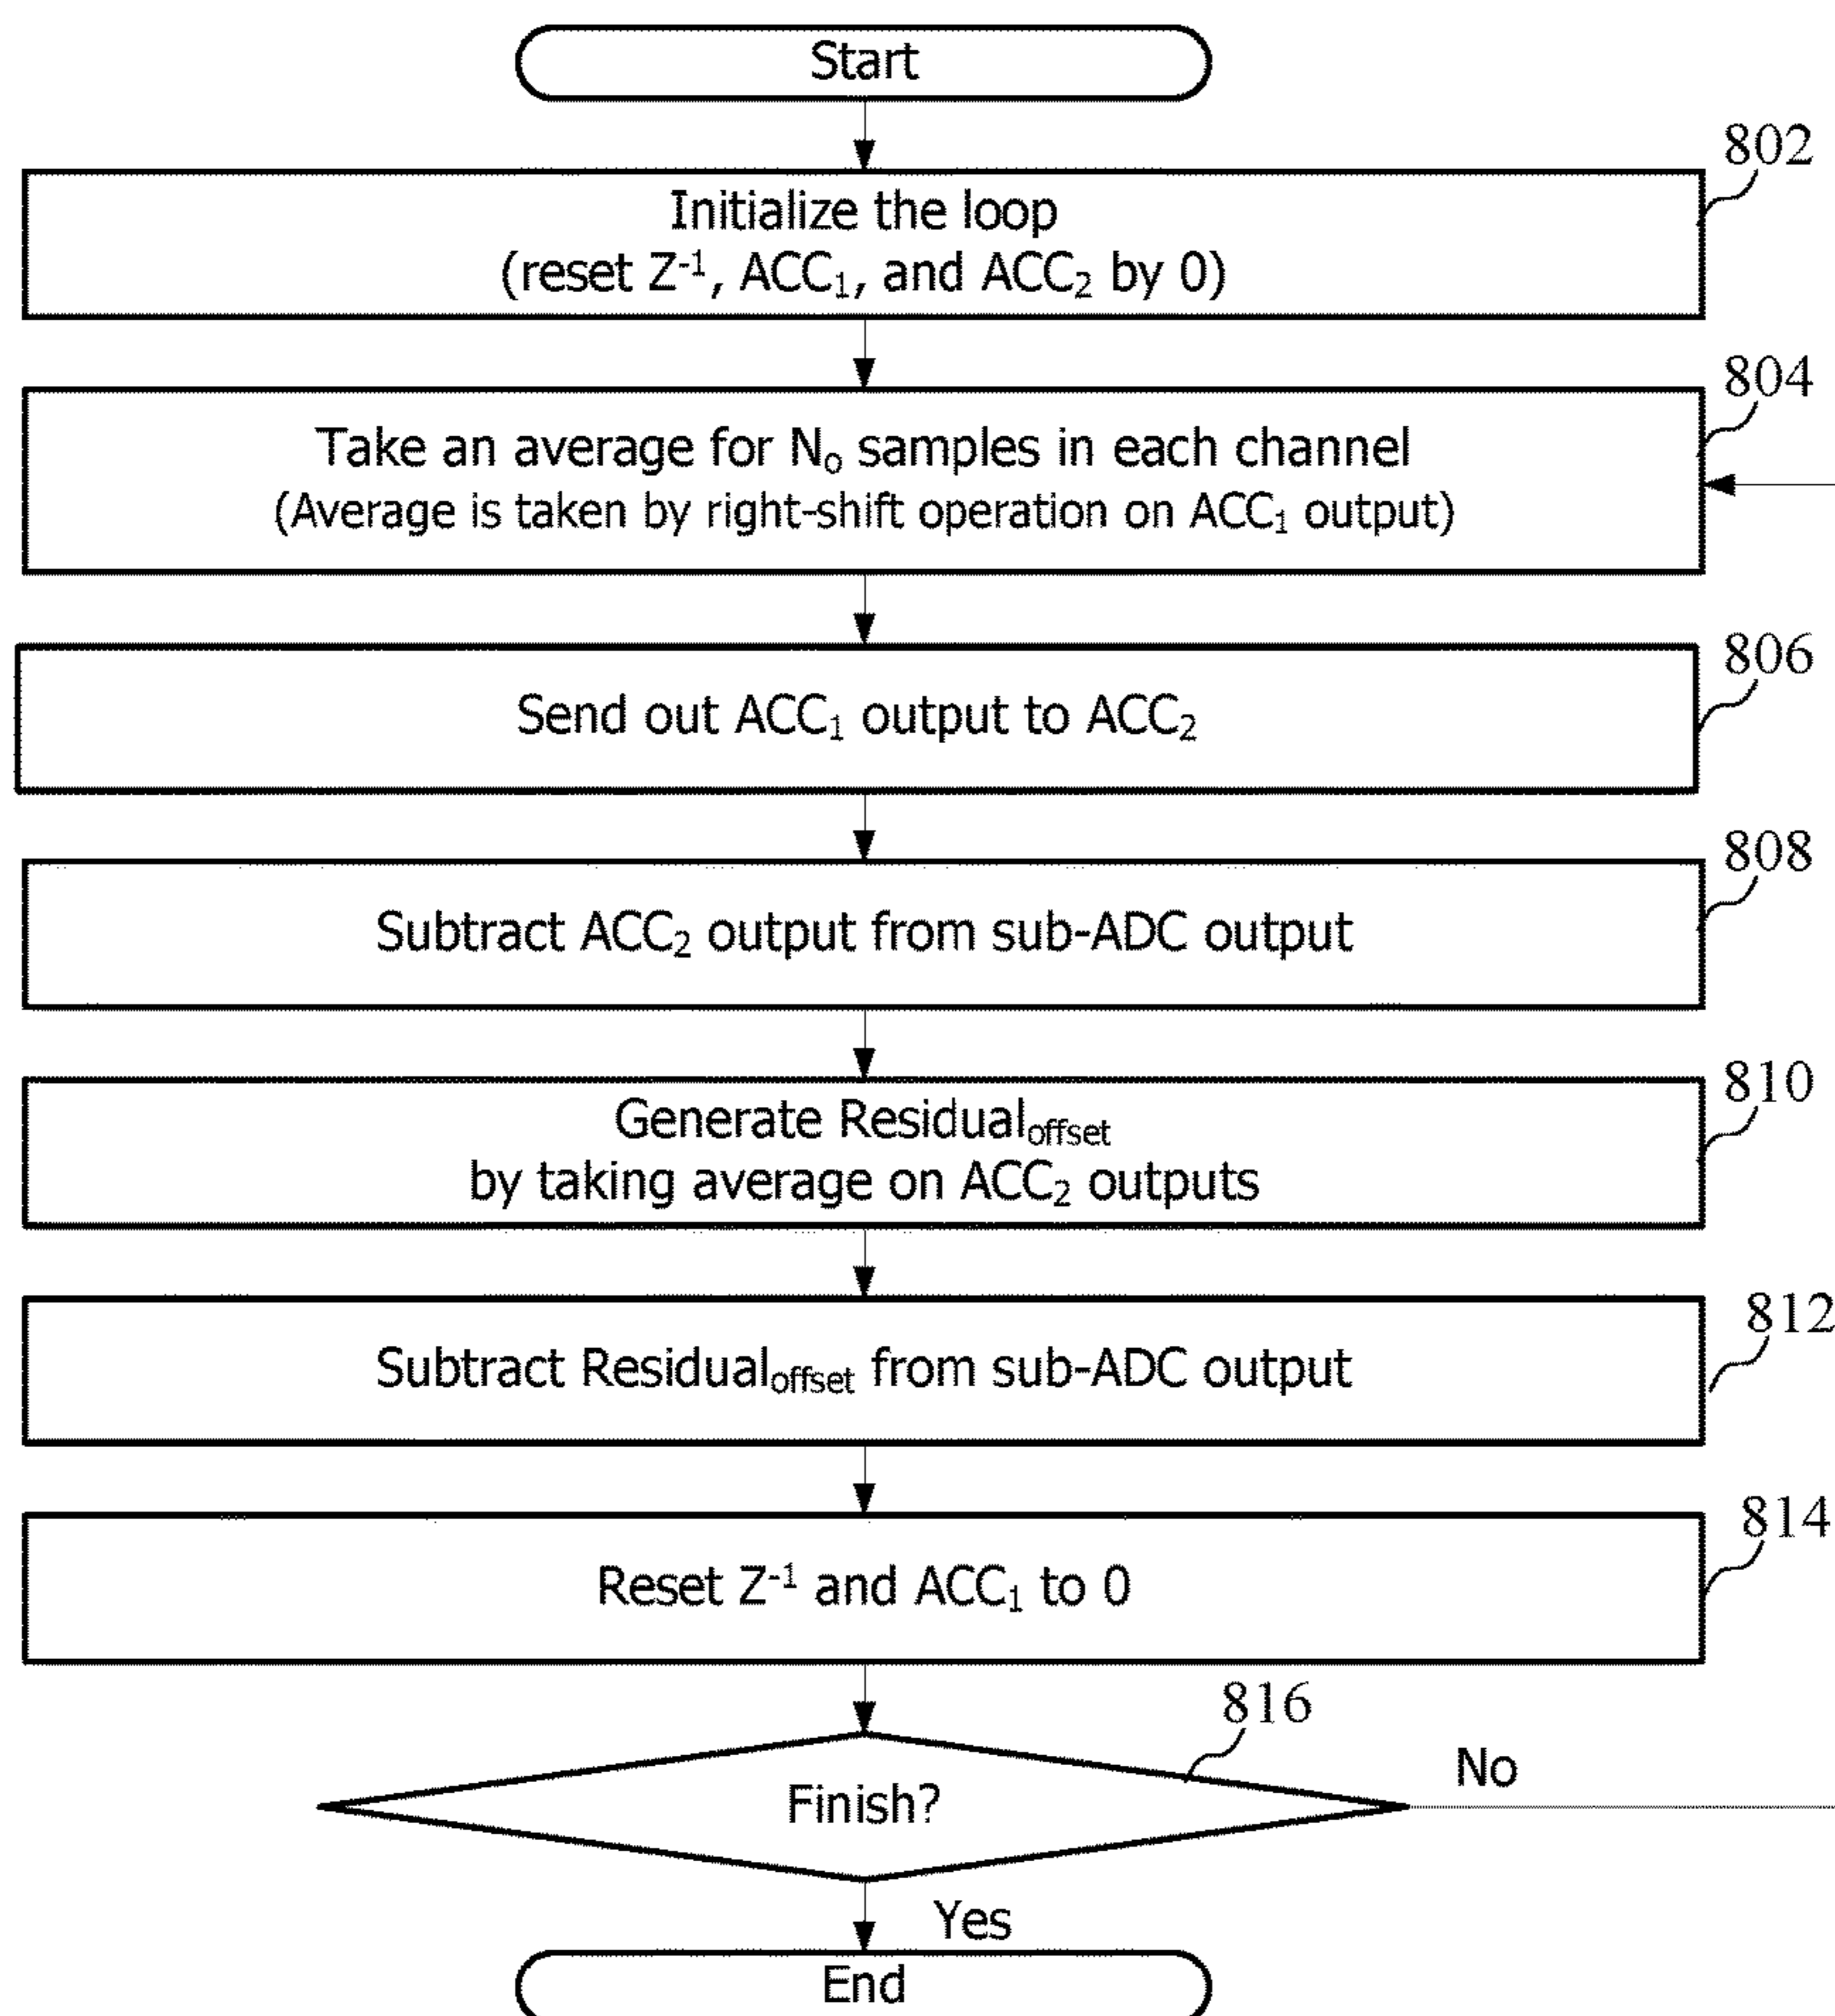 Start
802
Initialize the loop
(reset Z⁻¹, ACC₁, and ACC₂ by 0)
804
Take an average for Nₒ samples in each channel
(Average is taken by right-shift operation on ACC₁ output)
806
Send out ACC₁ output to ACC₂
808
Subtract ACC₂ output from sub-ADC output
810
Generate Residual_offset
by taking average on ACC₂ outputs
812
Subtract Residual_offset from sub-ADC output
814
Reset Z⁻¹ and ACC₁ to 0
816
Finish?
No
Yes
End